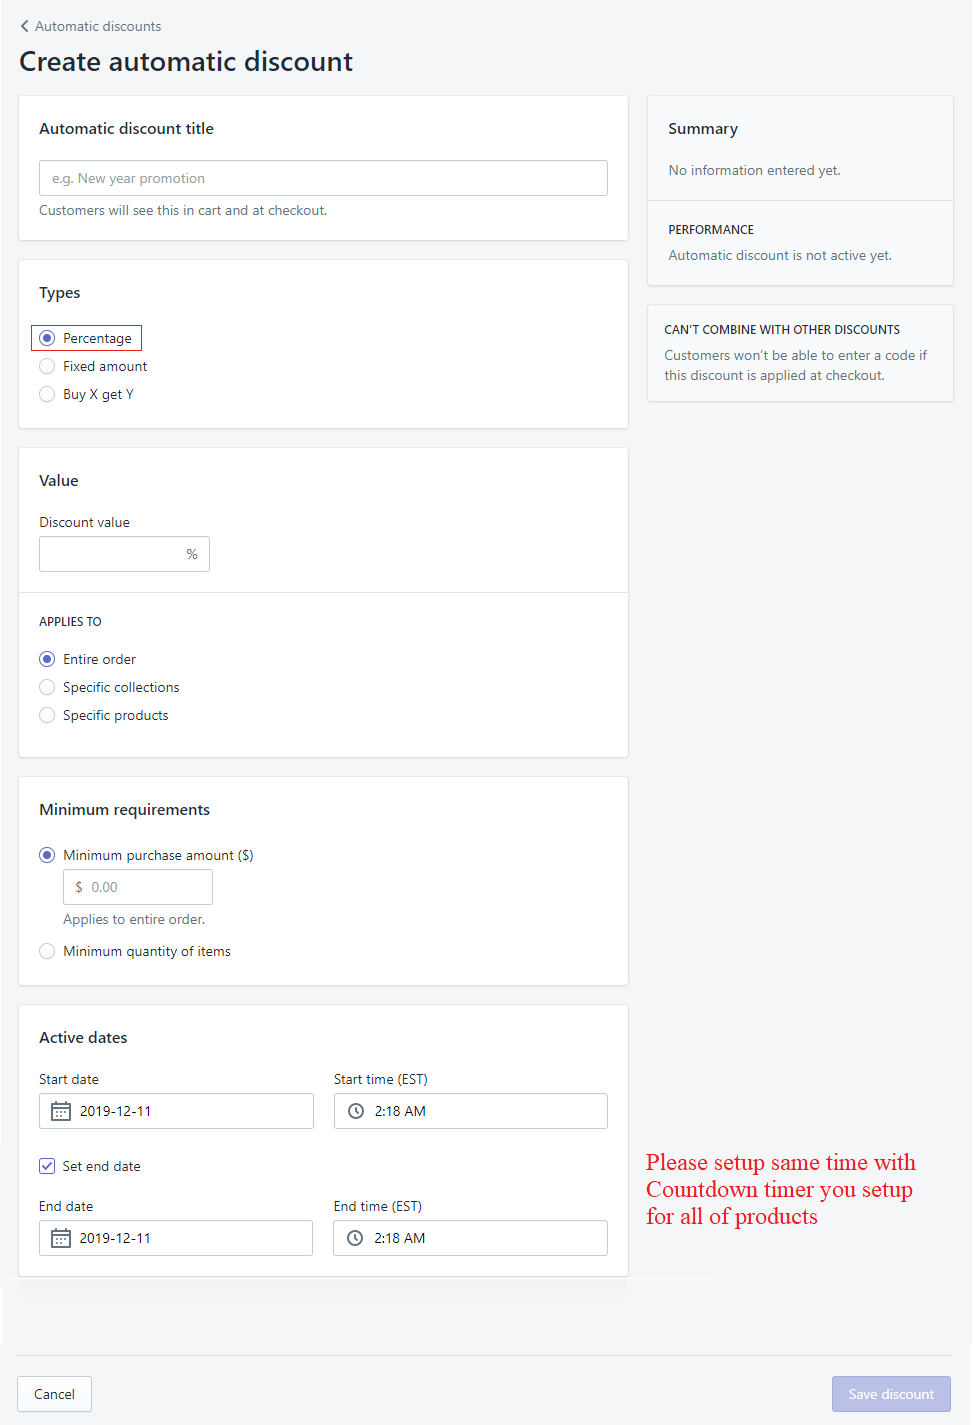 Automatic discounts
Create automatic discount
Automatic discount title
e.g. New year promotion
Customers will see this in cart and at checkout.
Types
Percentage
Fixed amount
Buy X get Y
Value
Discount value
%
APPLIES TO
Entire order
Specific collections
Specific products
Minimum requirements
Minimum purchase amount ($)
$ 0.00
Applies to entire order.
Minimum quantity of items
Active dates
Start date
Start time (EST)
2019-12-11
2:18 AM
Set end date
End date
End time (EST)
2019-12-11
2:18 AM
Summary
No information entered yet.
PERFORMANCE
Automatic discount is not active yet.
CAN'T COMBINE WITH OTHER DISCOUNTS
Customers won't be able to enter a code if
this discount is applied at checkout.
Please setup same time with
Countdown timer you setup
for all of products
Cancel
Save discount